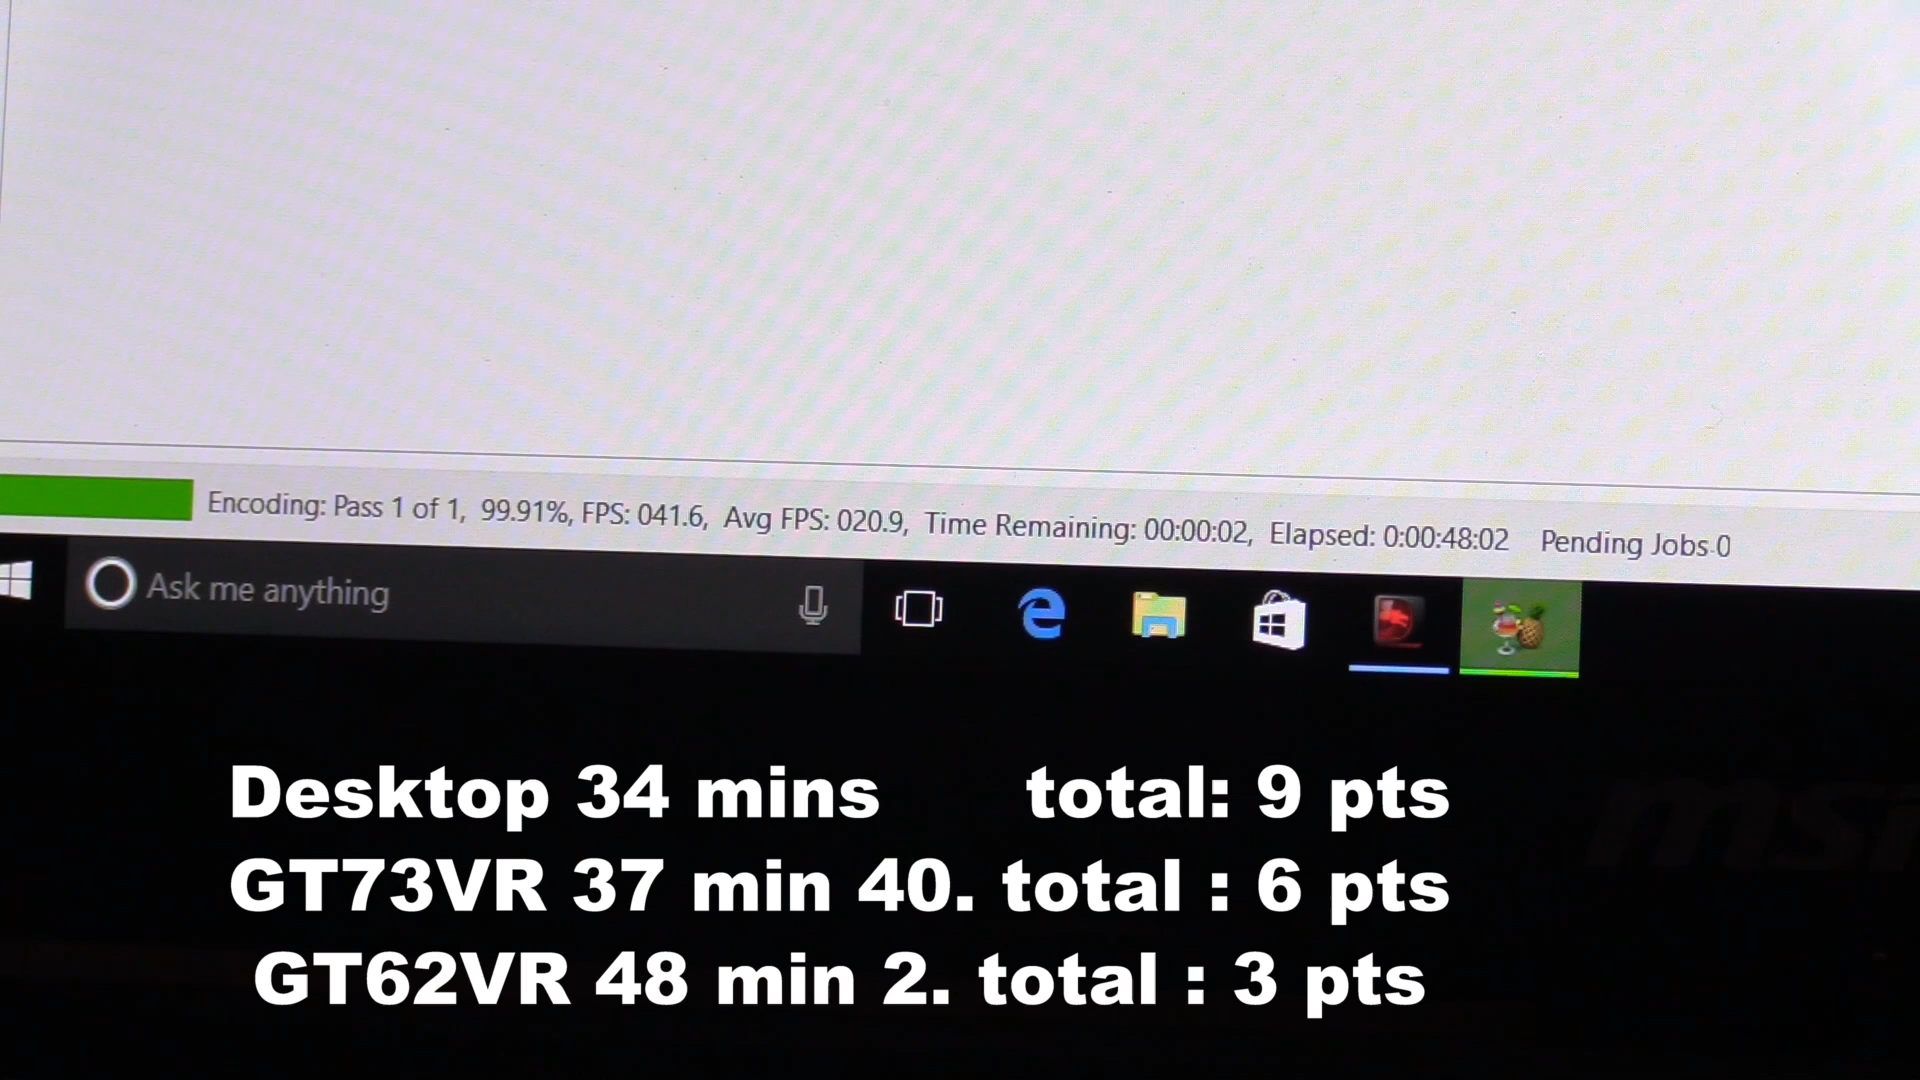 Encoding: Pass 1 of 1, 99.91%, FPS: 041.6, Avg FPS: 020.9, Time Remaining: 00:00:02, Elapsed: 0:00:48:02 Pending Jobs 0
Ask me anything
msi
Desktop 34 mins total: 9 pts
GT73VR 37 min 40. total : 6 pts
GT62VR 48 min 2. total : 3 pts